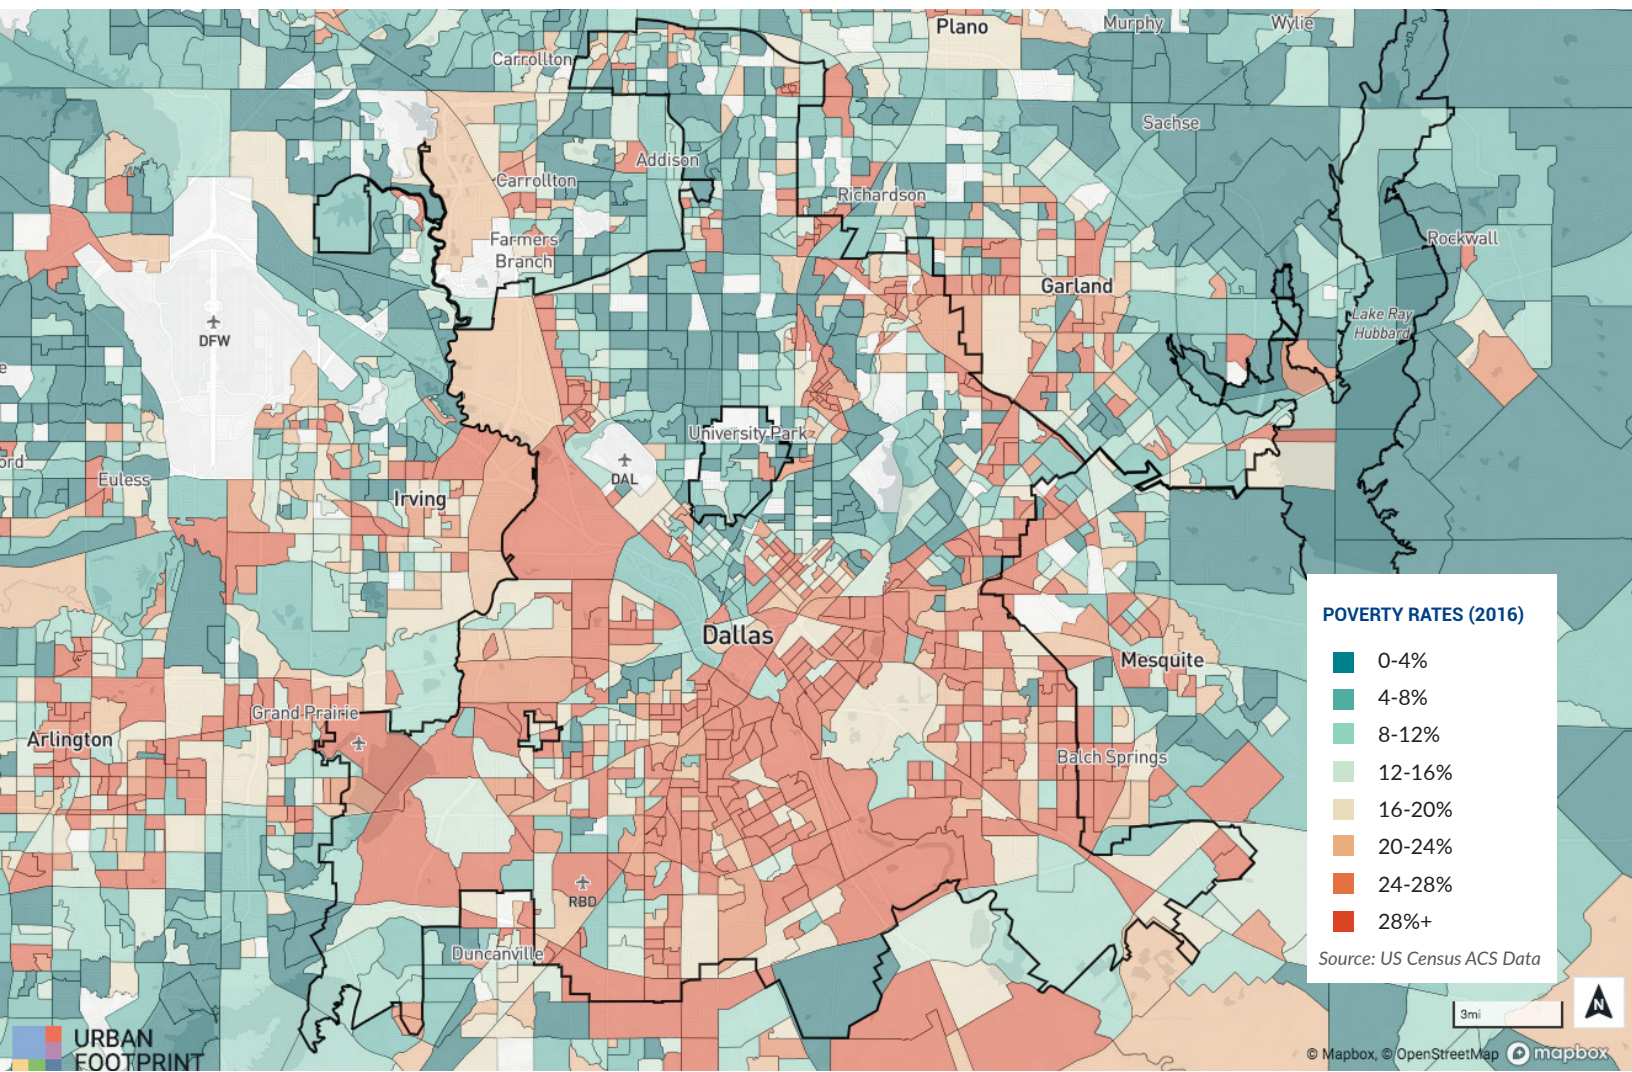 Plano
Murphy
Wylie
Carrollton
Sachse
Addison
Carrollton
Richardson
Farmers
Branch
Rockwall
Garland
Lake Ray
Hubbard
DFW
e
University Park
ord
Euless
DAL
Irving
Dallas
Mesquite
Grand Prairie
Arlington
Balch Springs
RBD
Duncanville
POVERTY RATES (2016)
0-4%
4-8%
8-12%
12-16%
16-20%
20-24%
24-28%
28%+
Source: US Census ACS Data
3mi
N
URBAN
FOOTPRINT
© Mapbox, © OpenStreetMap
mapbox